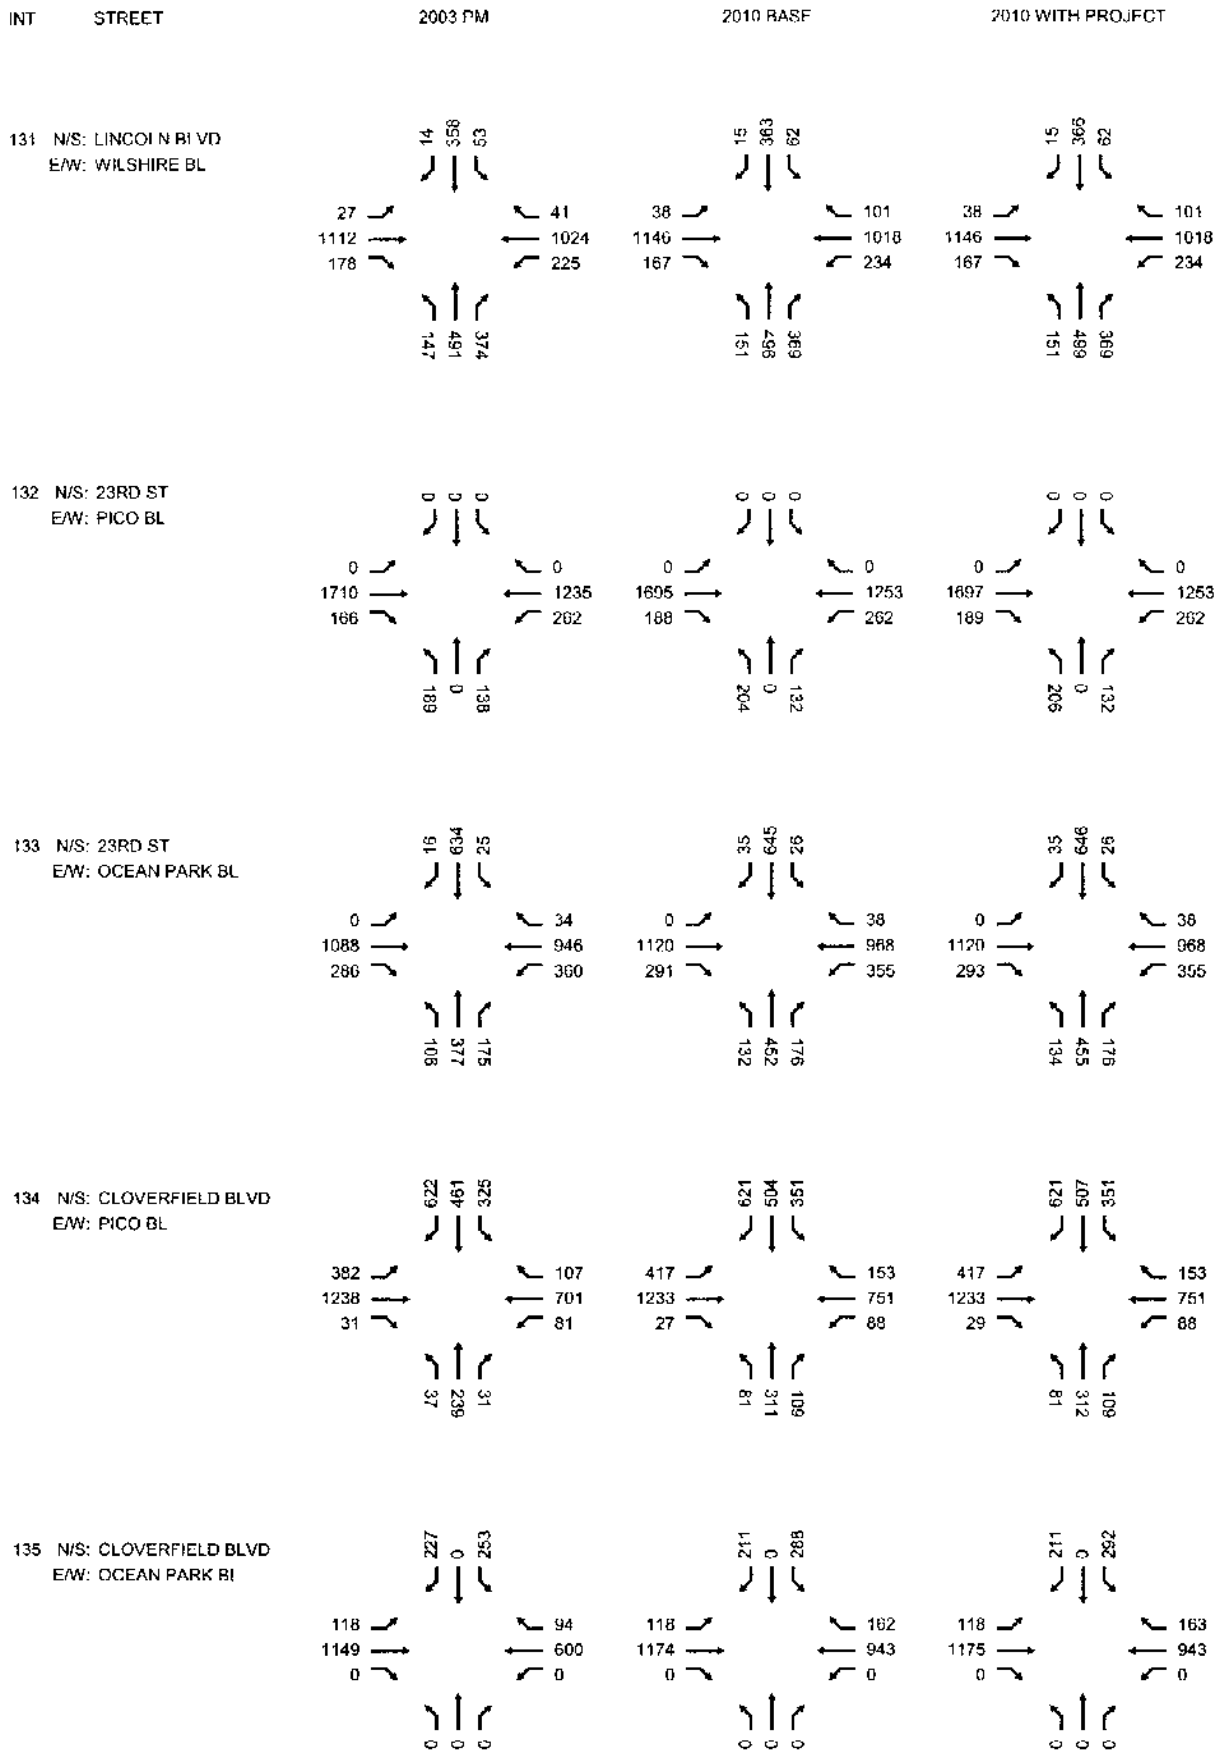 INT STREET 2003 PM 2010 BASE 2010 WITH PROJECT
131 N/S: LINCOLN BLVD
E/W: WILSHIRE BL
14 358 53 15 363 62 15 366 62
27 41 38 101 38 101
1112 1024 1146 1018 1146 1018
178 225 167 234 167 234
147 491 374 151 369 151 499 369
132 N/S: 23RD ST
E/W: PICO BL
0 0 0 0 0 0 0 0 0
0 0 0 0 0 0
1710 1235 1695 1253 1697 1253
166 262 188 262 189 262
189 0 138 204 0 132 206 0 132
133 N/S: 23RD ST
E/W: OCEAN PARK BL
16 634 25 35 645 26 35 646 26
0 34 0 38 0 38
1088 946 1120 968 1120 968
286 360 291 355 293 355
377 175 132 452 176 134 455 176
134 N/S: CLOVERFIELD BLVD
E/W: PICO BL
622 461 325 621 504 351 621 507 351
382 107 417 153 417 153
1238 701 1233 751 1233 751
31 81 27 88 29 88
37 239 31 81 311 109 81 312 109
135 N/S: CLOVERFIELD BLVD
E/W: OCEAN PARK BL
227 0 253 211 0 288 211 0 292
118 94 118 162 118 163
1149 600 1174 943 1175 943
0 0 0 0 0 0
0 0 0 0 0 0 0 0 0